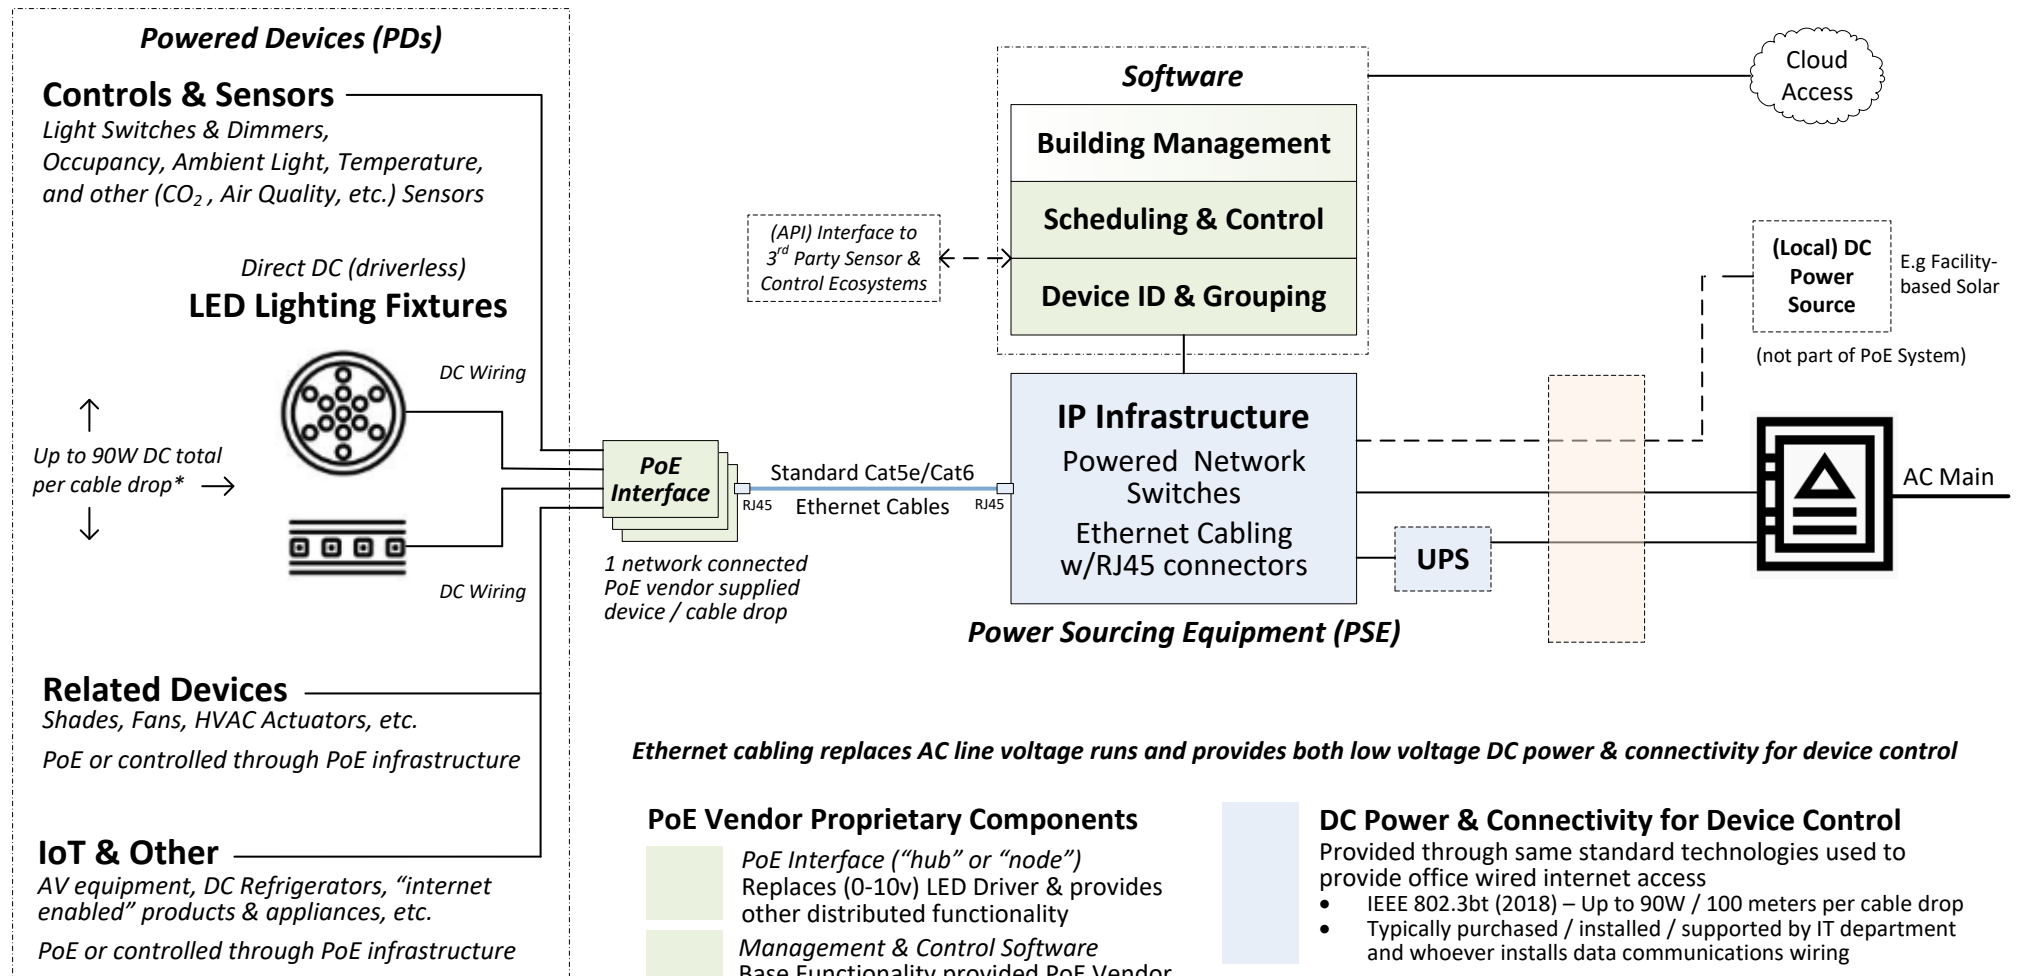 Powered Devices (PDs)
Controls & Sensors
Light Switches & Dimmers,
Occupancy, Ambient Light, Temperature,
and other (CO2 , Air Quality, etc.) Sensors
Direct DC (driverless)
LED Lighting Fixtures
DC Wiring
Up to 90W DC total
per cable drop*
DC Wiring
Related Devices
Shades, Fans, HVAC Actuators, etc.
PoE or controlled through PoE infrastructure
IoT & Other
AV equipment, DC Refrigerators, “internet
enabled” products & appliances, etc.
PoE or controlled through PoE infrastructure
PoE
Interface
RJ45
Standard Cat5e/Cat6
Ethernet Cables
RJ45
1 network connected
PoE vendor supplied
device / cable drop
Software
Building Management
Scheduling & Control
Device ID & Grouping
(API) Interface to
3rd Party Sensor &
Control Ecosystems
Cloud
Access
IP Infrastructure
Powered Network
Switches
Ethernet Cabling
w/RJ45 connectors
Power Sourcing Equipment (PSE)
UPS
(Local) DC
Power
Source
E.g Facility-
based Solar
(not part of PoE System)
AC Main
Ethernet cabling replaces AC line voltage runs and provides both low voltage DC power & connectivity for device control
PoE Vendor Proprietary Components
PoE Interface (“hub” or “node”)
Replaces (0-10v) LED Driver & provides
other distributed functionality
Management & Control Software
Base Functionality provided PoE Vendor
DC Power & Connectivity for Device Control
Provided through same standard technologies used to
provide office wired internet access
• IEEE 802.3bt (2018) – Up to 90W / 100 meters per cable drop
• Typically purchased / installed / supported by IT department
and whoever installs data communications wiring